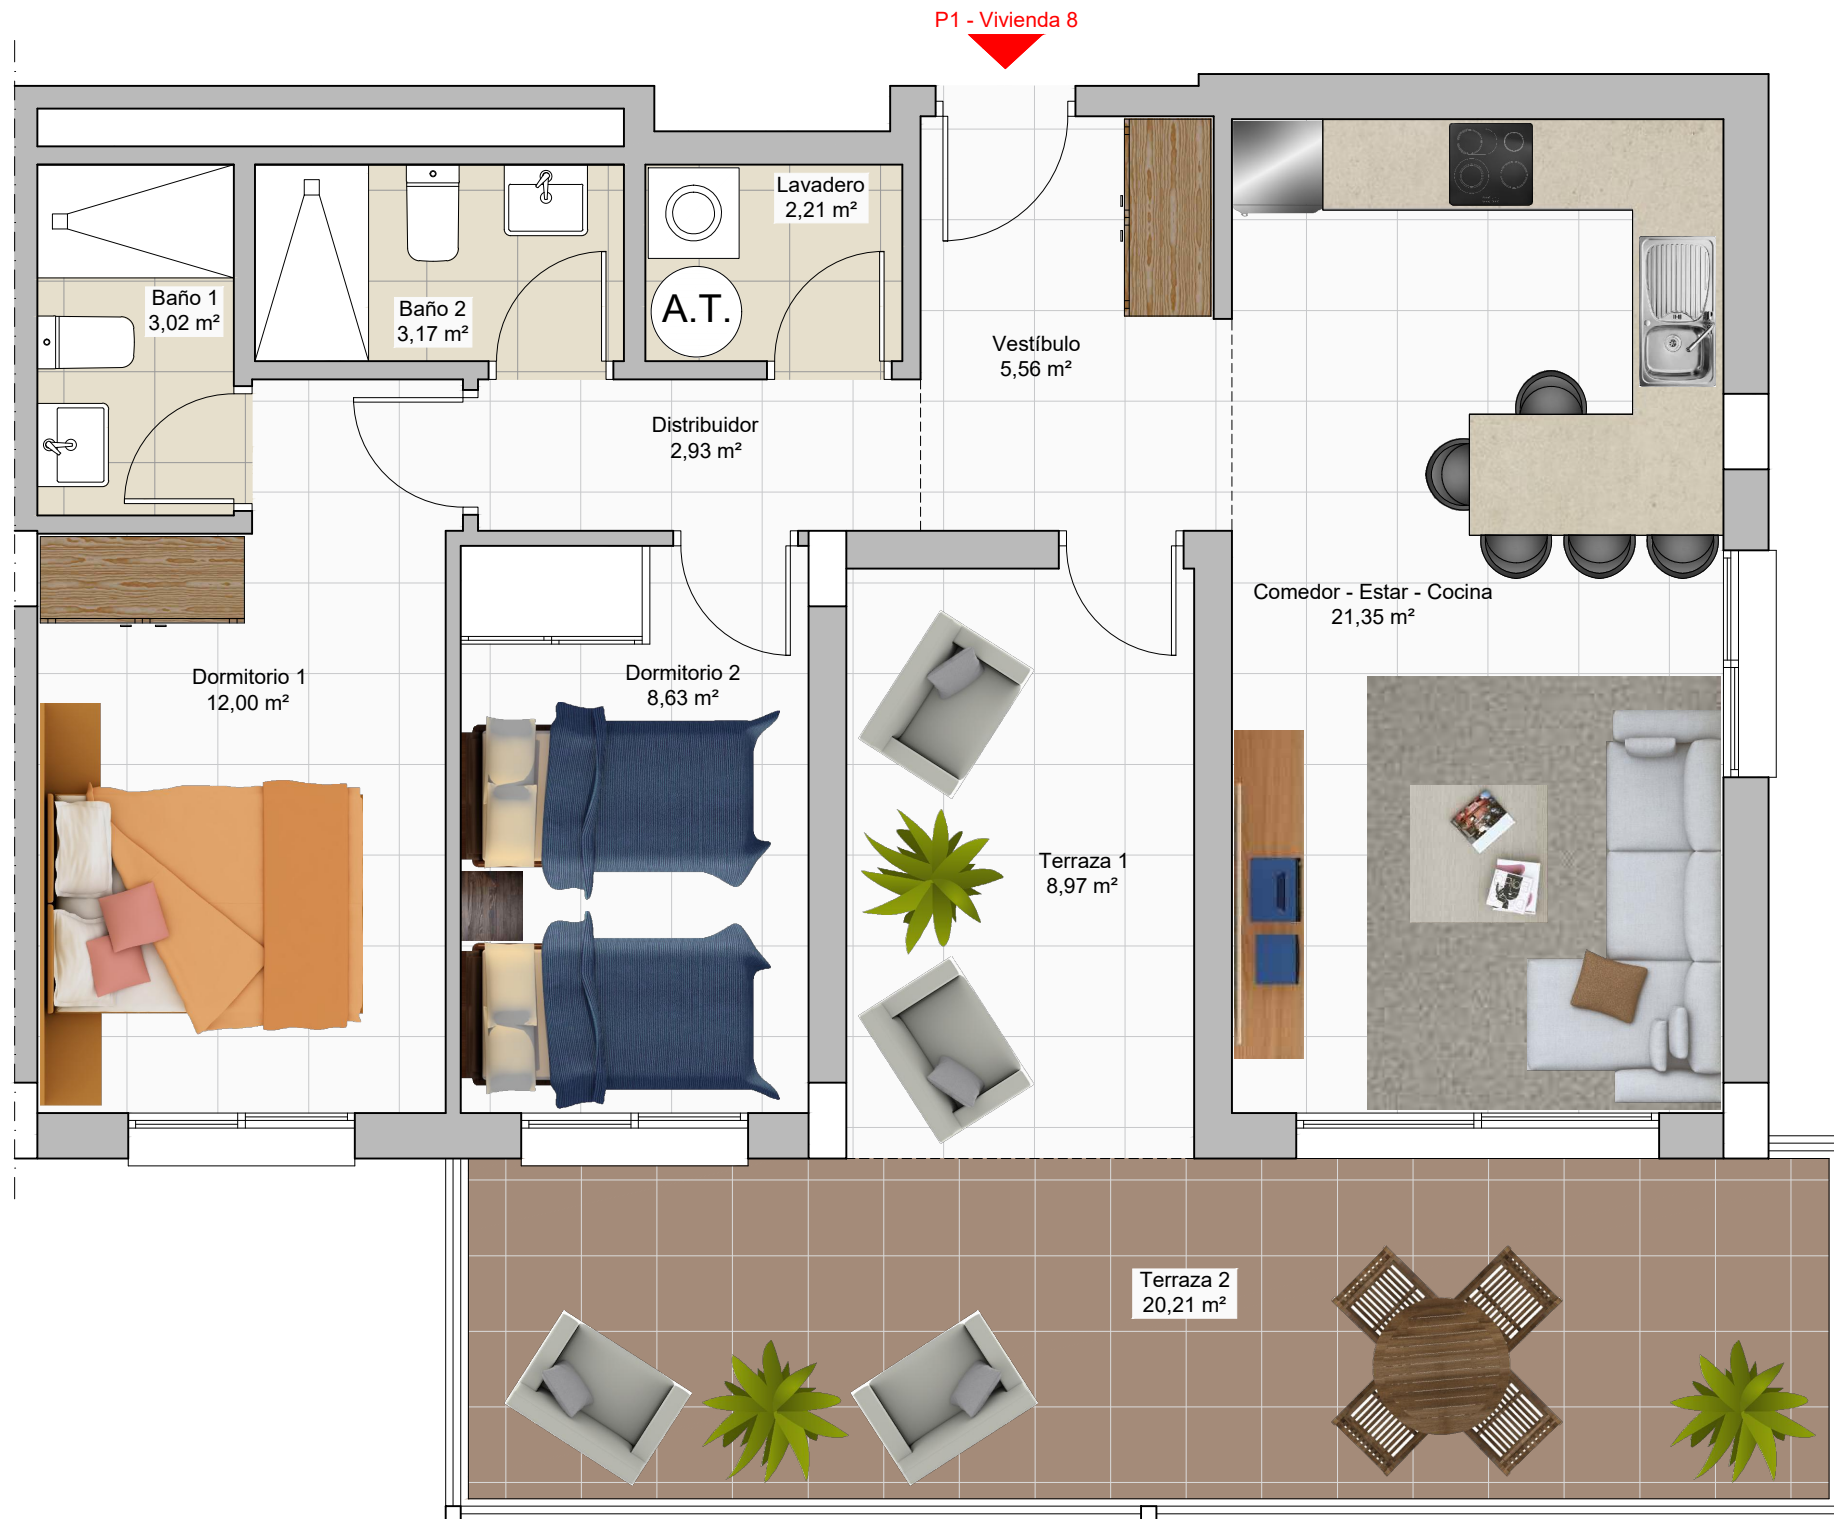 P1 - Vivienda 8
Lavadero
2,21 m²
Baño 1
3,02 m²
Baño 2
3,17 m²
A.T.
Vestíbulo
5,56 m²
Distribuidor
2,93 m²
Comedor - Estar - Cocina
21,35 m²
Dormitorio 1
12,00 m²
Dormitorio 2
8,63 m²
Terraza 1
8,97 m²
Terraza 2
20,21 m²